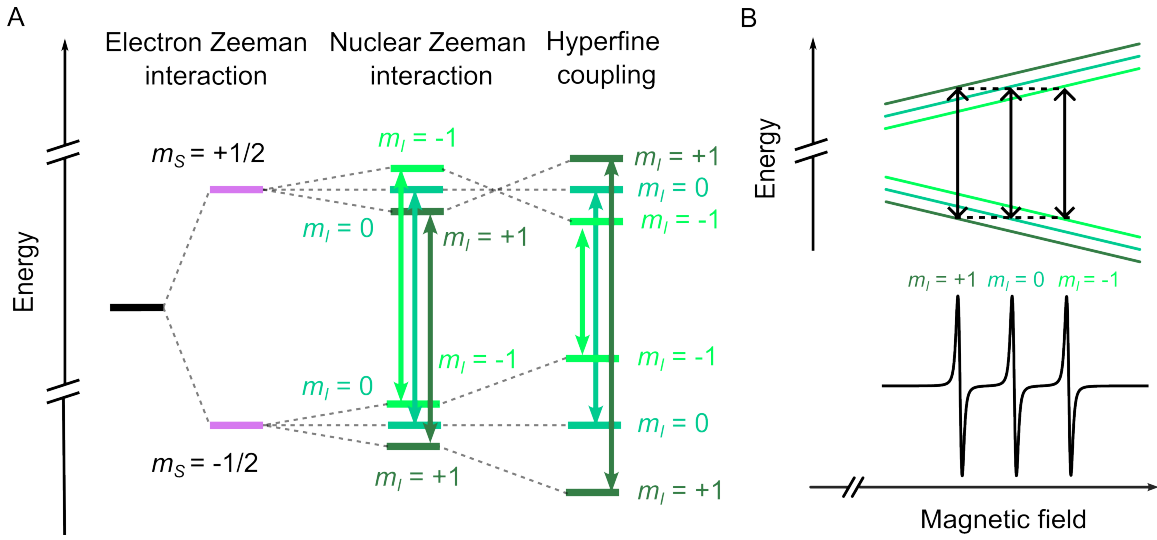 A
Electron Zeeman
interaction
Nuclear Zeeman
interaction
Hyperfine
coupling
Energy
mS = +1/2
mS = -1/2
mI = -1
mI = 0
mI = +1
mI = -1
mI = 0
mI = +1
mI = +1
mI = 0
mI = -1
mI = -1
mI = 0
mI = +1
B
Energy
mI = +1 mI = 0 mI = -1
Magnetic field